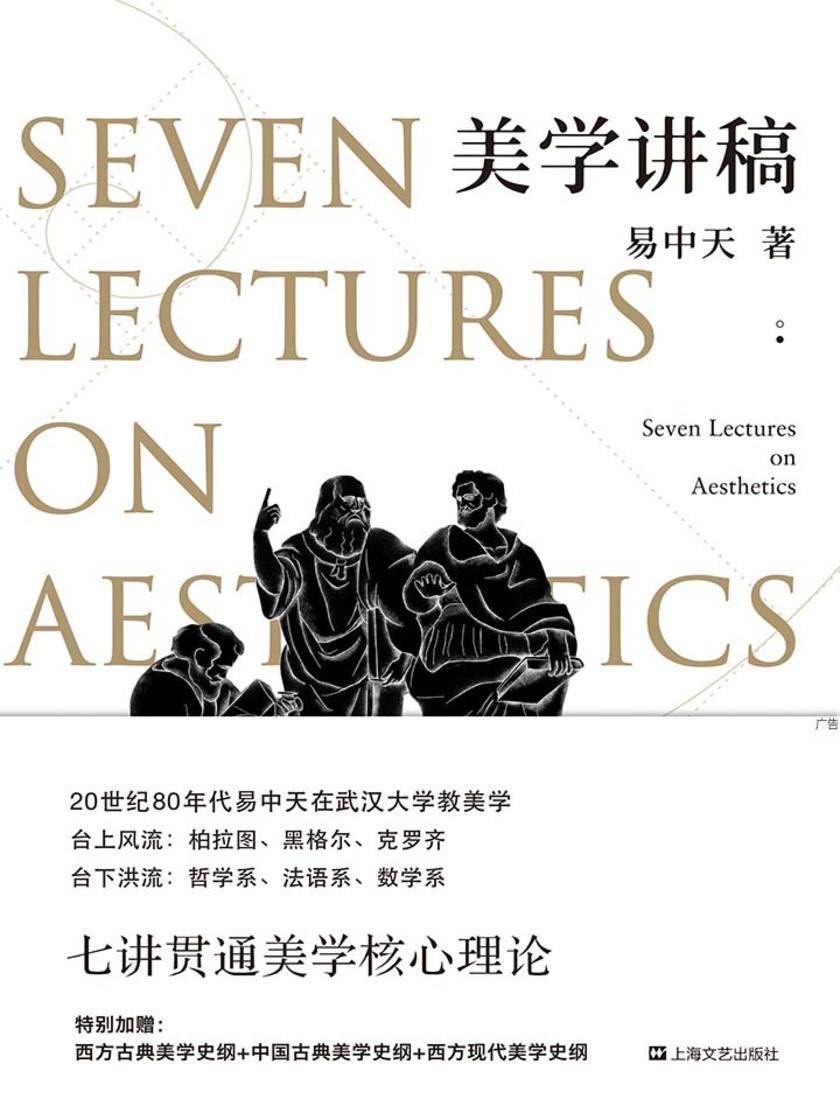 SEVEN
美学讲稿
易中天 著
LECTURES
Seven Lectures
on
Aesthetics
ON
AEST TICS
广告
20世纪80年代易中天在武汉大学教美学
台上风流：柏拉图、黑格尔、克罗齐
台下洪流：哲学系、法语系、数学系
七讲贯通美学核心理论
特别加赠：
西方古典美学史纲+中国古典美学史纲+西方现代美学史纲
上海文艺出版社